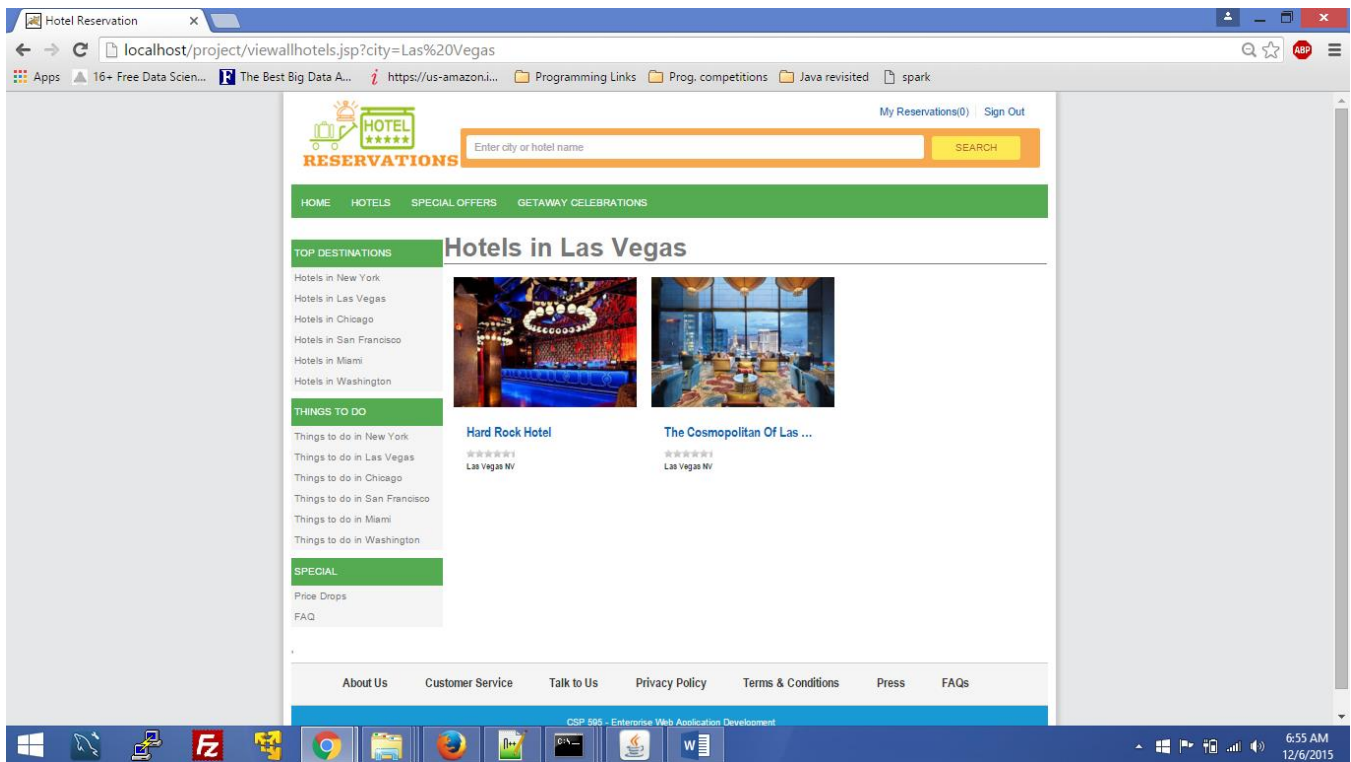 Hotel Reservation
localhost/project/viewallhotels.jsp?city=Las%20Vegas
ABP
Apps 16+ Free Data Scien... The Best Big Data A... https://us-amazon.i... Programming Links Prog. competitions Java revisited spark
My Reservations(0) Sign Out
HOTEL
RESERVATIONS
Enter city or hotel name
SEARCH
HOME HOTELS SPECIAL OFFERS GETAWAY CELEBRATIONS
TOP DESTINATIONS
Hotels in New York
Hotels in Las Vegas
Hotels in Chicago
Hotels in San Francisco
Hotels in Miami
Hotels in Washington
THINGS TO DO
Things to do in New York
Things to do in Las Vegas
Things to do in Chicago
Things to do in San Francisco
Things to do in Miami
Things to do in Washington
SPECIAL
Price Drops
FAQ
Hotels in Las Vegas
Hard Rock Hotel
Las Vegas NV
The Cosmopolitan Of Las ...
Las Vegas NV
About Us Customer Service Talk to Us Privacy Policy Terms & Conditions Press FAQs
CSP 595 - Enterprise Web Application Development
6:55 AM
12/6/2015